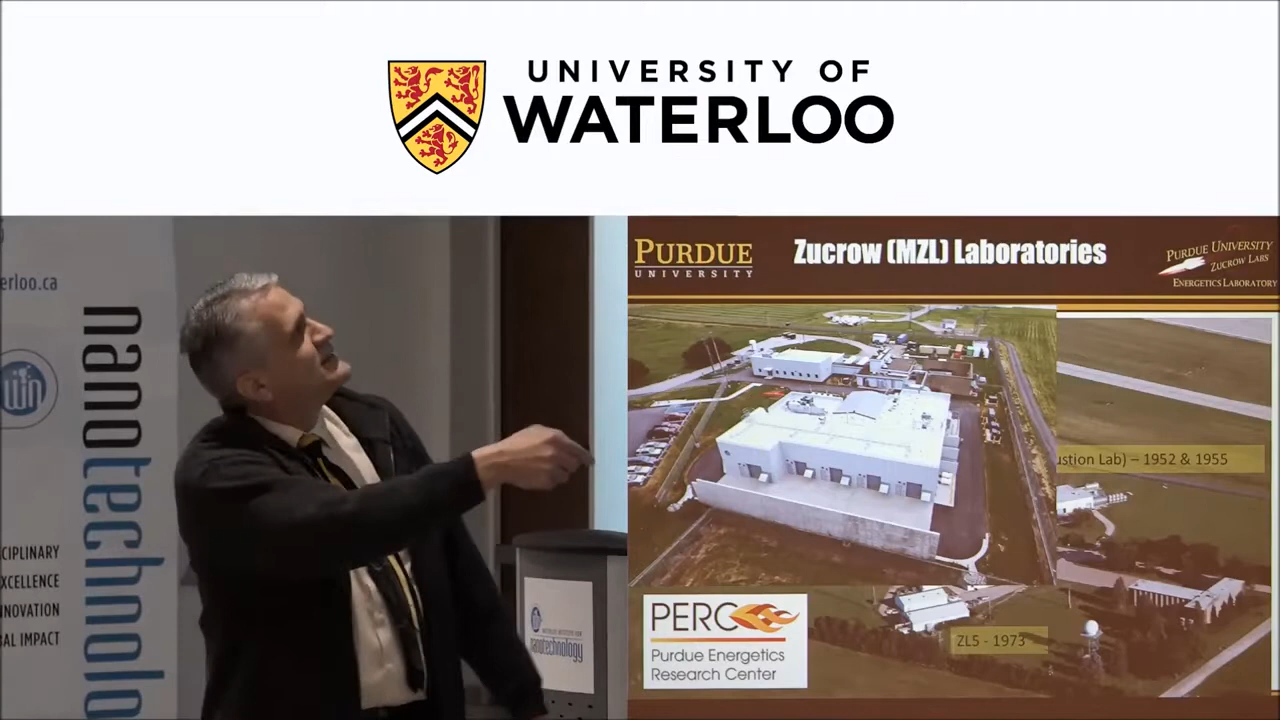 UNIVERSITY OF
WATERLOO
erloo.ca
WIN
nanotechnolo
CIPLINARY
XCELLENCE
NNOVATION
BAL IMPACT
nanotechnology
PURDUE
UNIVERSITY
Zucrow (MZL) Laboratories
PURDUE UNIVERSITY
ZUCROW LABS
ENERGETICS LABORATORY
ustion Lab) – 1952 & 1955
ZL5 - 1973
PERC
Purdue Energetics
Research Center